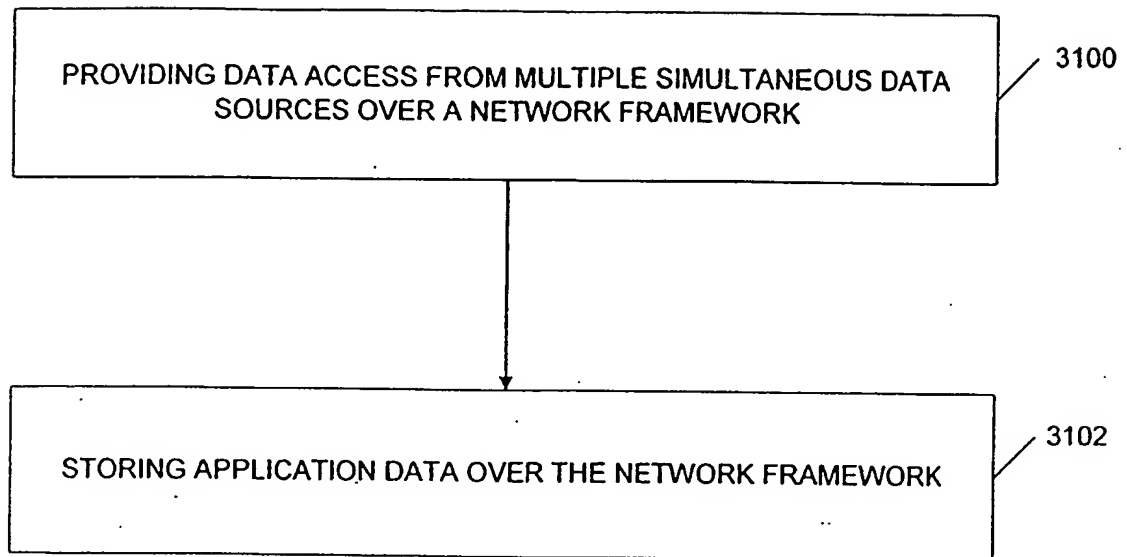 PROVIDING DATA ACCESS FROM MULTIPLE SIMULTANEOUS DATA
SOURCES OVER A NETWORK FRAMEWORK
3100
STORING APPLICATION DATA OVER THE NETWORK FRAMEWORK
3102